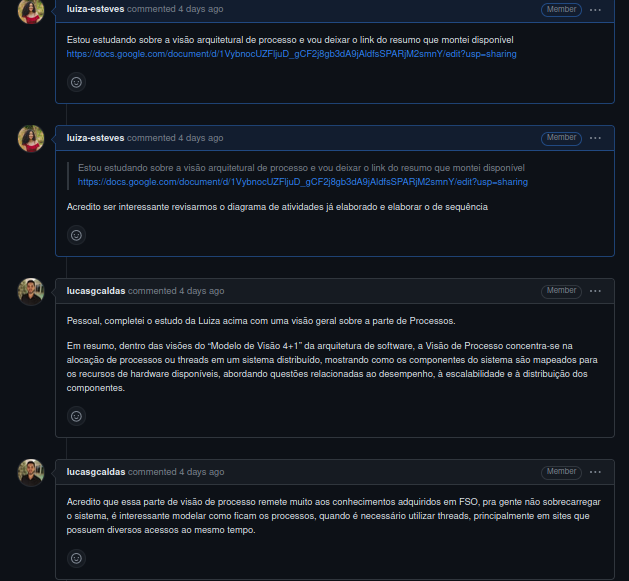 luiza-esteves commented 4 days ago
Member
Estou estudando sobre a visão arquitetural de processo e vou deixar o link do resumo que montei disponível
https://docs.google.com/document/d/1VybnocUZFljuD_gCF2j8gb3dA9jAldfsSPARjM2smnY/edit?usp=sharing
luiza-esteves commented 4 days ago
Member
Estou estudando sobre a visão arquitetural de processo e vou deixar o link do resumo que montei disponível
https://docs.google.com/document/d/1VybnocUZFljuD_gCF2j8gb3dA9jAldfsSPARjM2smnY/edit?usp=sharing
Acredito ser interessante revisarmos o diagrama de atividades já elaborado e elaborar o de sequência
lucasgcaldas commented 4 days ago
Member
Pessoal, completei o estudo da Luiza acima com uma visão geral sobre a parte de Processos.
Em resumo, dentro das visões do “Modelo de Visão 4+1” da arquitetura de software, a Visão de Processo concentra-se na
alocação de processos ou threads em um sistema distribuído, mostrando como os componentes do sistema são mapeados para
os recursos de hardware disponíveis, abordando questões relacionadas ao desempenho, à escalabilidade e à distribuição dos
componentes.
lucasgcaldas commented 4 days ago
Member
Acredito que essa parte de visão de processo remete muito aos conhecimentos adquiridos em FSO, pra gente não sobrecarregar
o sistema, é interessante modelar como ficam os processos, quando é necessário utilizar threads, principalmente em sites que
possuem diversos acessos ao mesmo tempo.